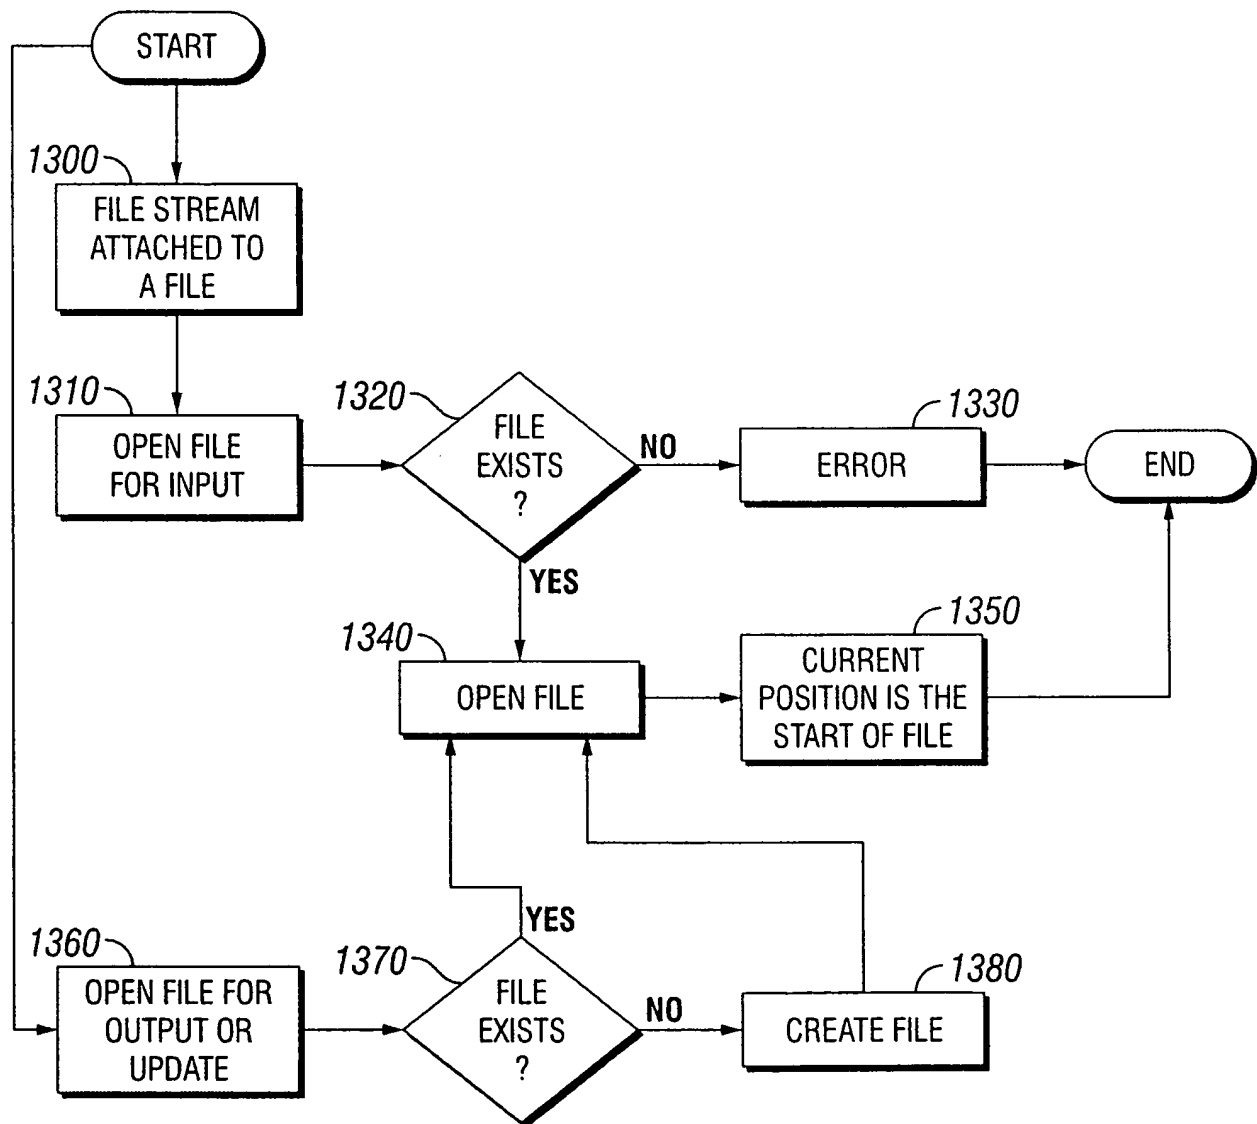 START
1300
FILE STREAM
ATTACHED TO
A FILE
1310
OPEN FILE
FOR INPUT
1320
FILE
EXISTS
?
NO
YES
1330
ERROR
END
1340
OPEN FILE
1350
CURRENT
POSITION IS THE
START OF FILE
1360
OPEN FILE FOR
OUTPUT OR
UPDATE
1370
YES
FILE
EXISTS
?
NO
1380
CREATE FILE